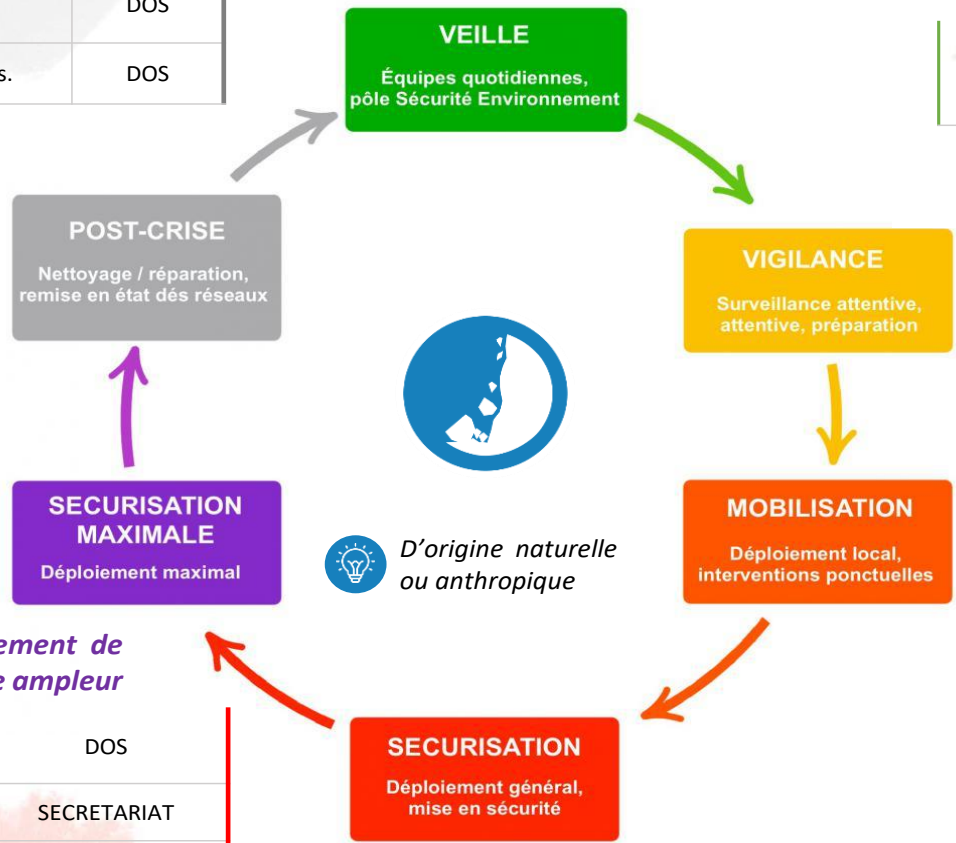 DOS
s.
DOS
VEILLE
Équipes quotidiennes,
pôle Sécurité Environnement
POST-CRISE
Nettoyage / réparation,
remise en état dés réseaux
VIGILANCE
Surveillance attentive,
attentive, préparation
SECURISATION
MAXIMALE
Déploiement maximal
D'origine naturelle
ou anthropique
MOBILISATION
Déploiement local,
interventions ponctuelles
ement de
e ampleur
DOS
SECRETARIAT
SECURISATION
Déploiement général,
mise en sécurité